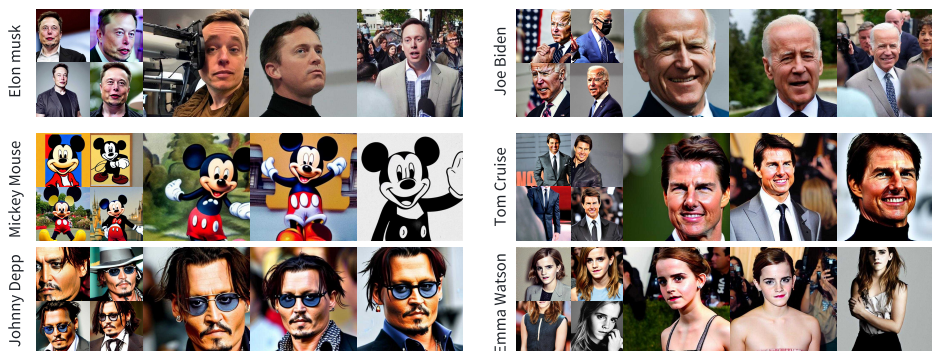 Elon musk
Joe Biden
Mickey Mouse
Tom Cruise
Johnny Depp
Emma Watson